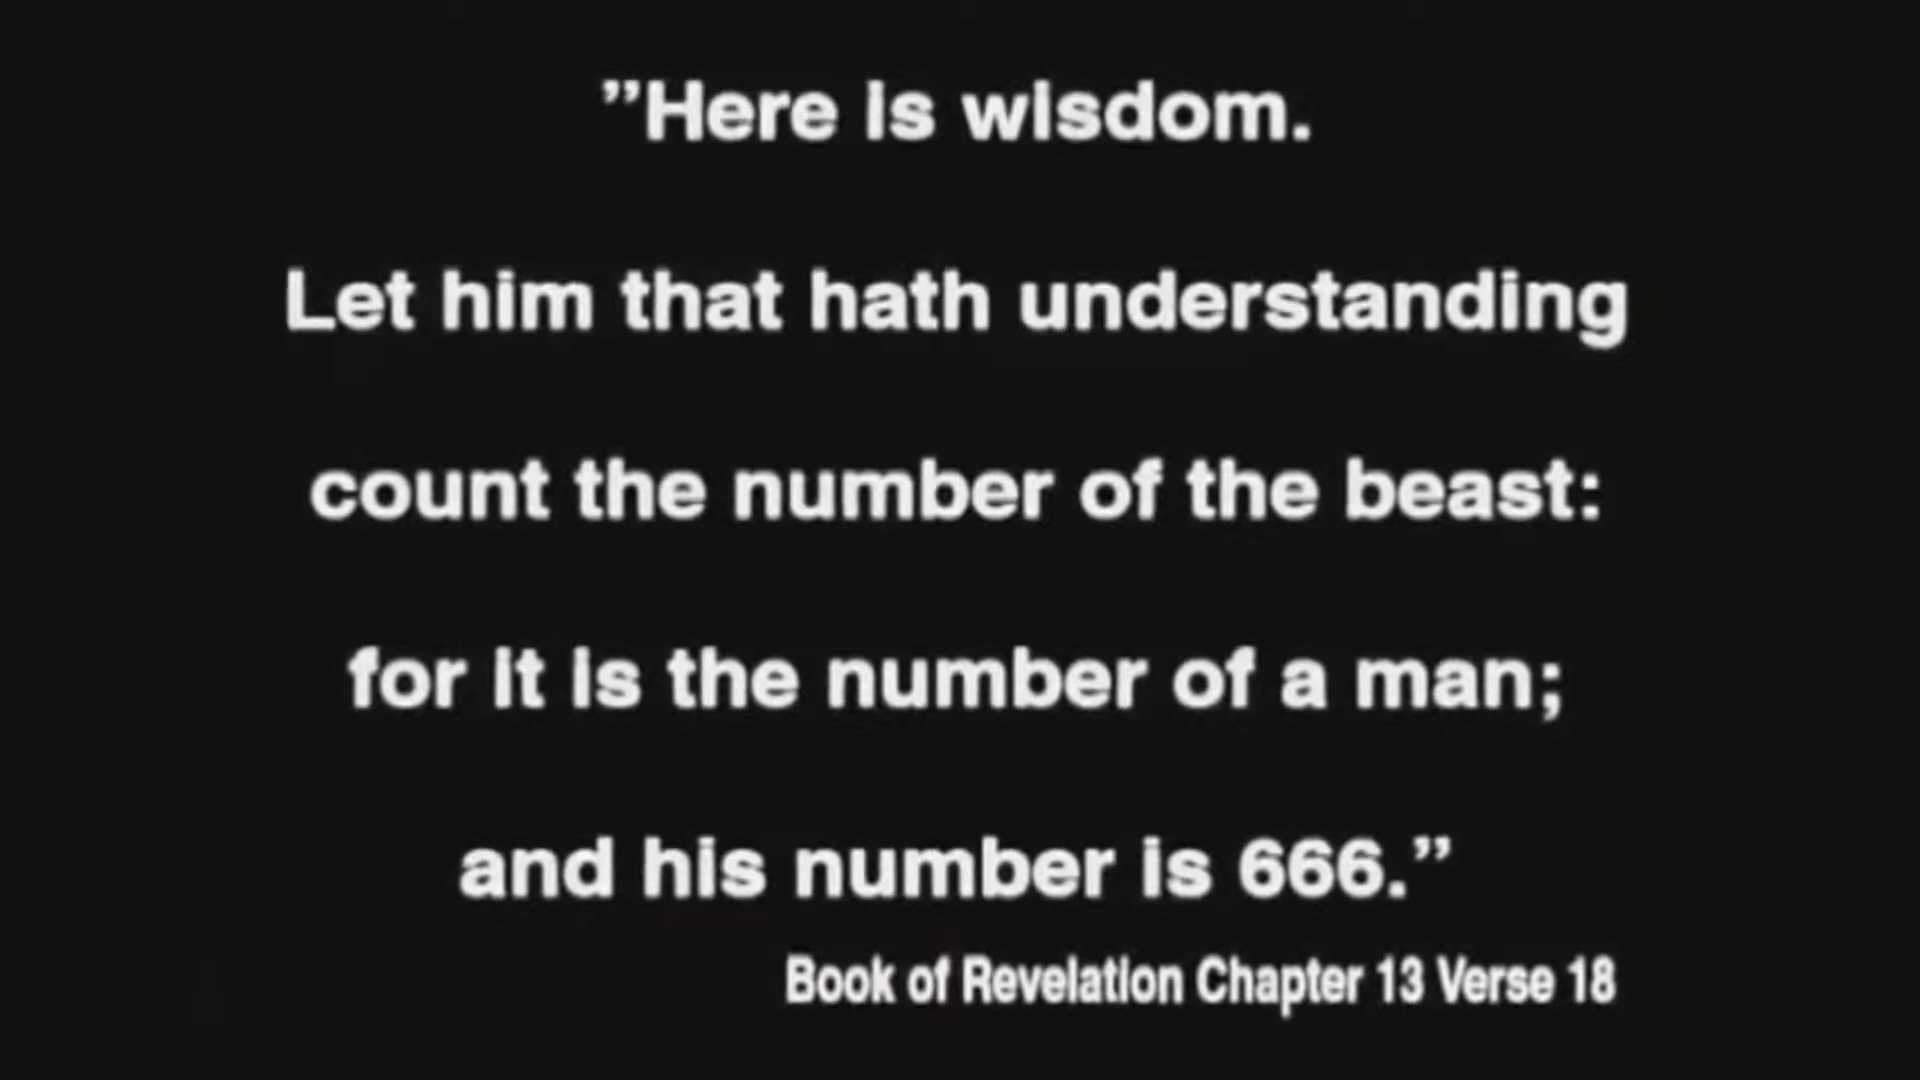 ”Here is wisdom.
Let him that hath understanding
count the number of the beast:
for it is the number of a man;
and his number is 666.”
Book of Revelation Chapter 13 Verse 18